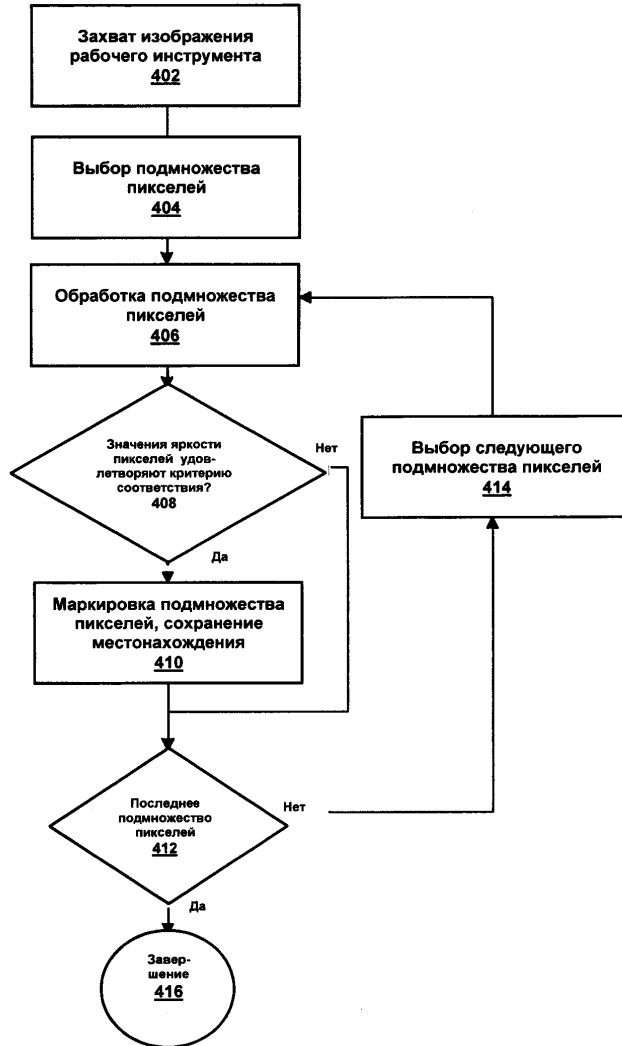 Захват изображения
рабочего инструмента
402
Выбор подмножества
пикселей
404
Обработка подмножества
пикселей
406
Значения яркости
пикселей удов-
летворяют критерию
соответствия?
408
Нет
Выбор следующего
подмножества пикселей
414
Да
Маркировка подмножества
пикселей, сохранение
местонахождения
410
Последнее
подмножество
пикселей
412
Нет
Да
Завер-
шение
416